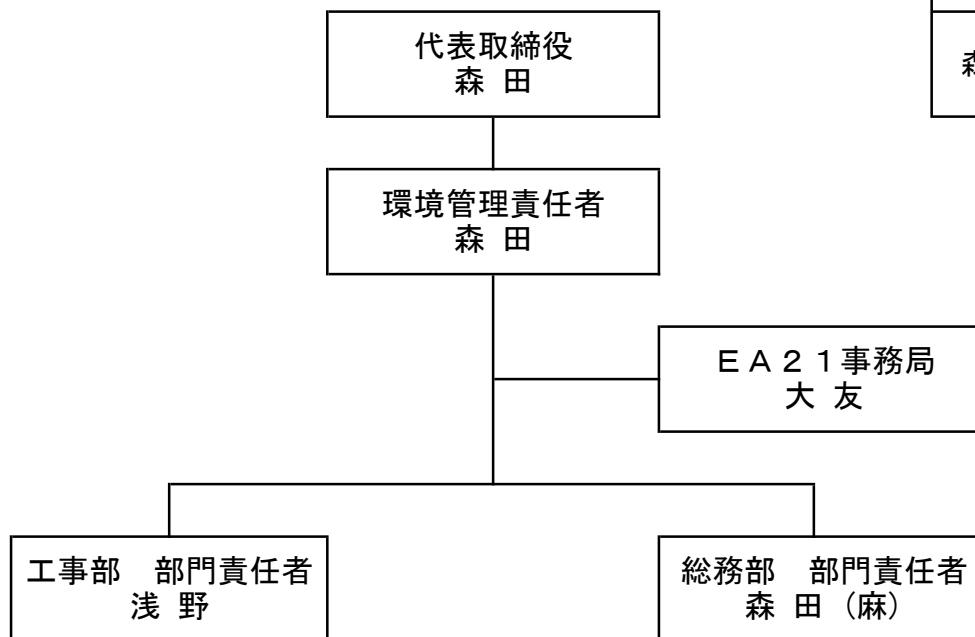 代表取締役
森 田
環境管理責任者
森 田
ＥＡ２１事務局
大 友
工事部　部門責任者
浅 野
総務部　部門責任者
森 田（麻）